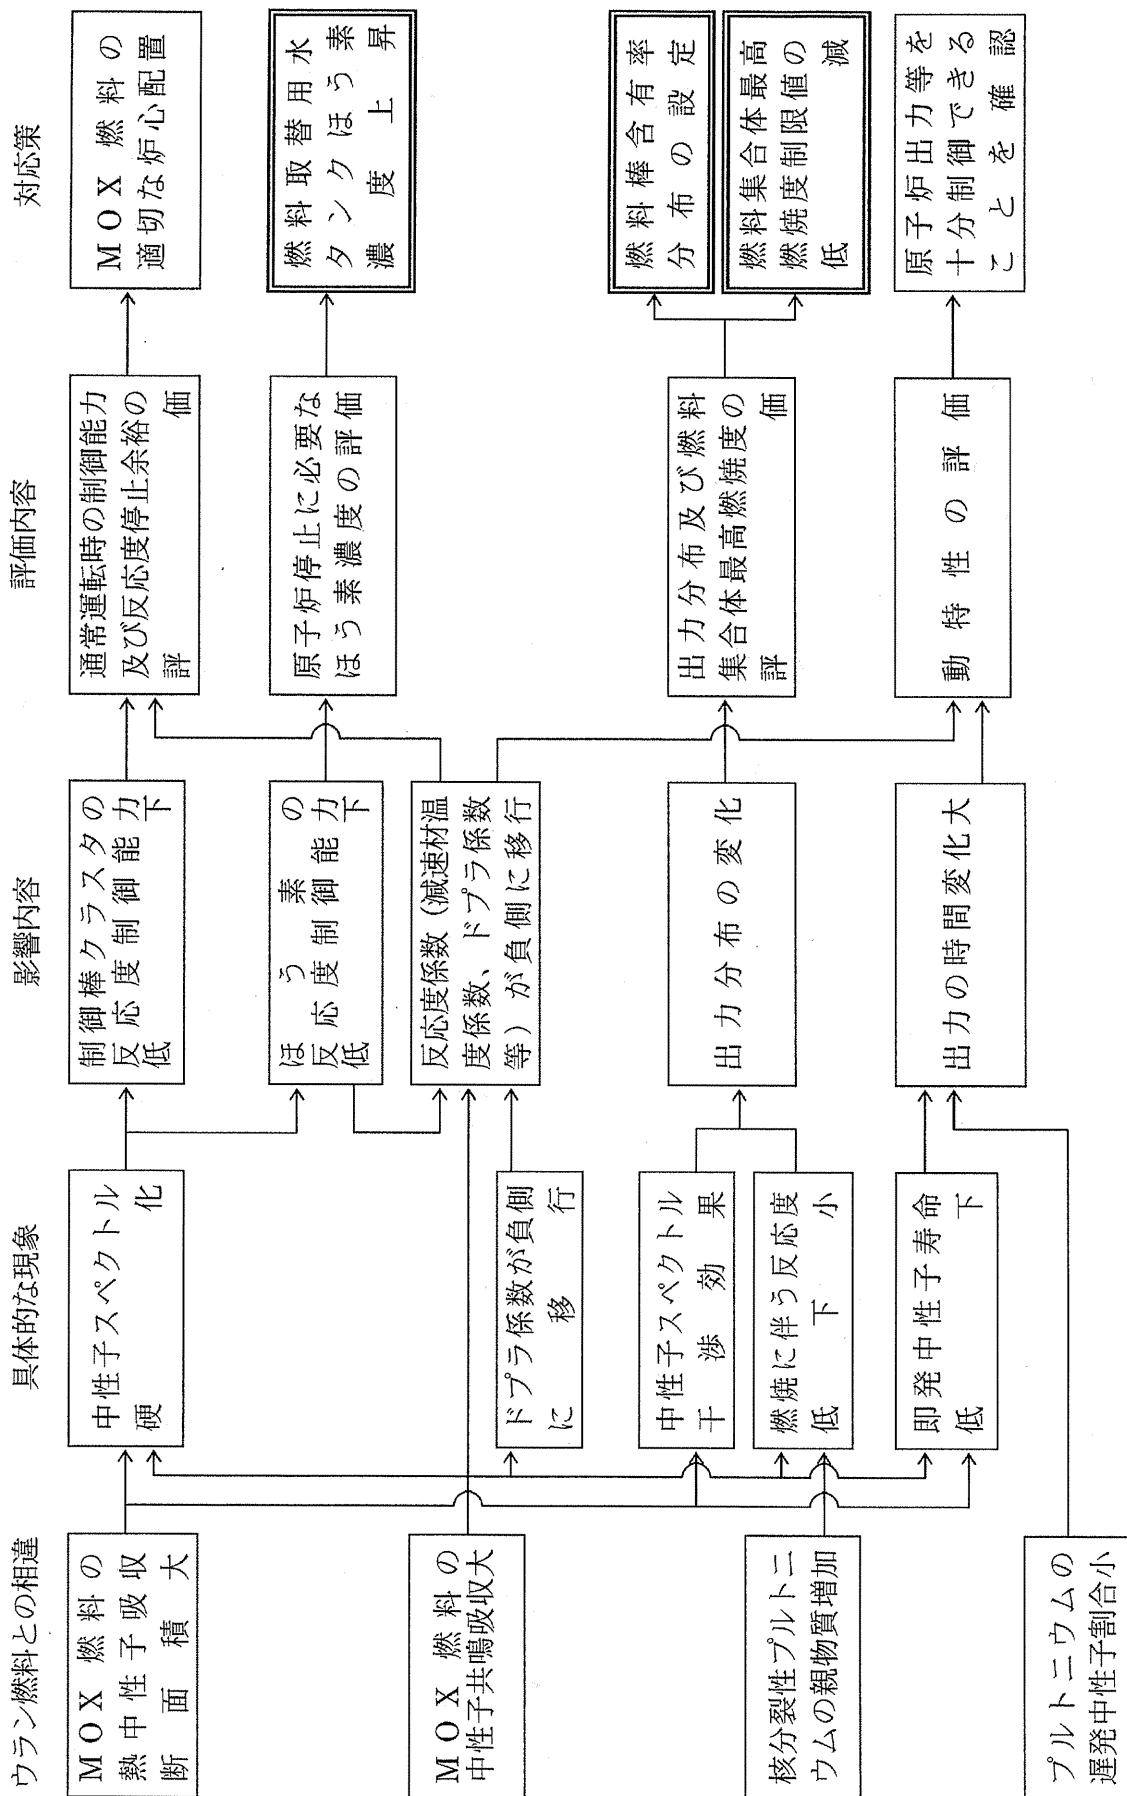 ウラン燃料との相違
具体的な現象
影響内容
評価内容
対応策
MOX 燃料の
熱中性子吸収
断面積大
MOX 燃料の
中性子共鳴吸収大
核分裂性プルトニ
ウムの親物質増加
プルトニウムの
遅発中性子割合小
中性子スペクトル
硬化
ドプラ係数が負側
に移行
中性子スペクトル
干渉効果
燃焼に伴う反応度
低下小
即発中性子寿命
低下
制御棒クラスタの
反応度制御能力
低下
ほう素の
反応度制御能力
低下
反応度係数（減速材温
度係数、ドプラ係数
等）が負側に移行
出力分布の変化
出力の時間変化大
通常運転時の制御能力
及び反応度停止余裕の
評価
原子炉停止に必要な
ほう素濃度の評価
出力分布及び燃料
集合体最高燃焼度の
評価
動特性の評価
MOX 燃料の
適切な炉心配置
燃料取替用水
タンクほう素
濃度上昇
燃料棒含有率
分布の設定
燃料集合体最高
燃焼度制限値の
低減
原子炉出力等を
十分制御できる
ことを確認